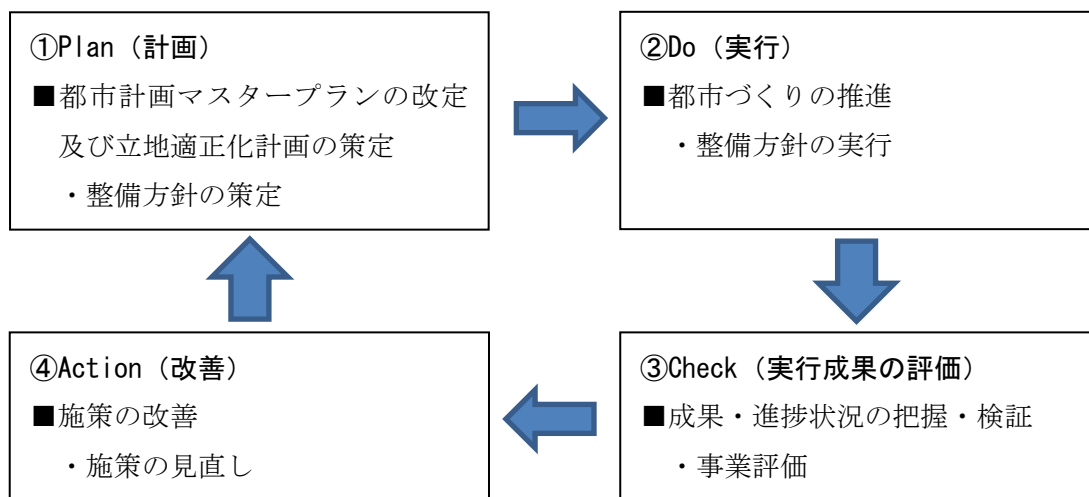 ①Plan（計画）
■都市計画マスタープランの改定
及び立地適正化計画の策定
・整備方針の策定
②Do（実行）
■都市づくりの推進
・整備方針の実行
③Check（実行成果の評価）
■成果・進捗状況の把握・検証
・事業評価
④Action（改善）
■施策の改善
・施策の見直し